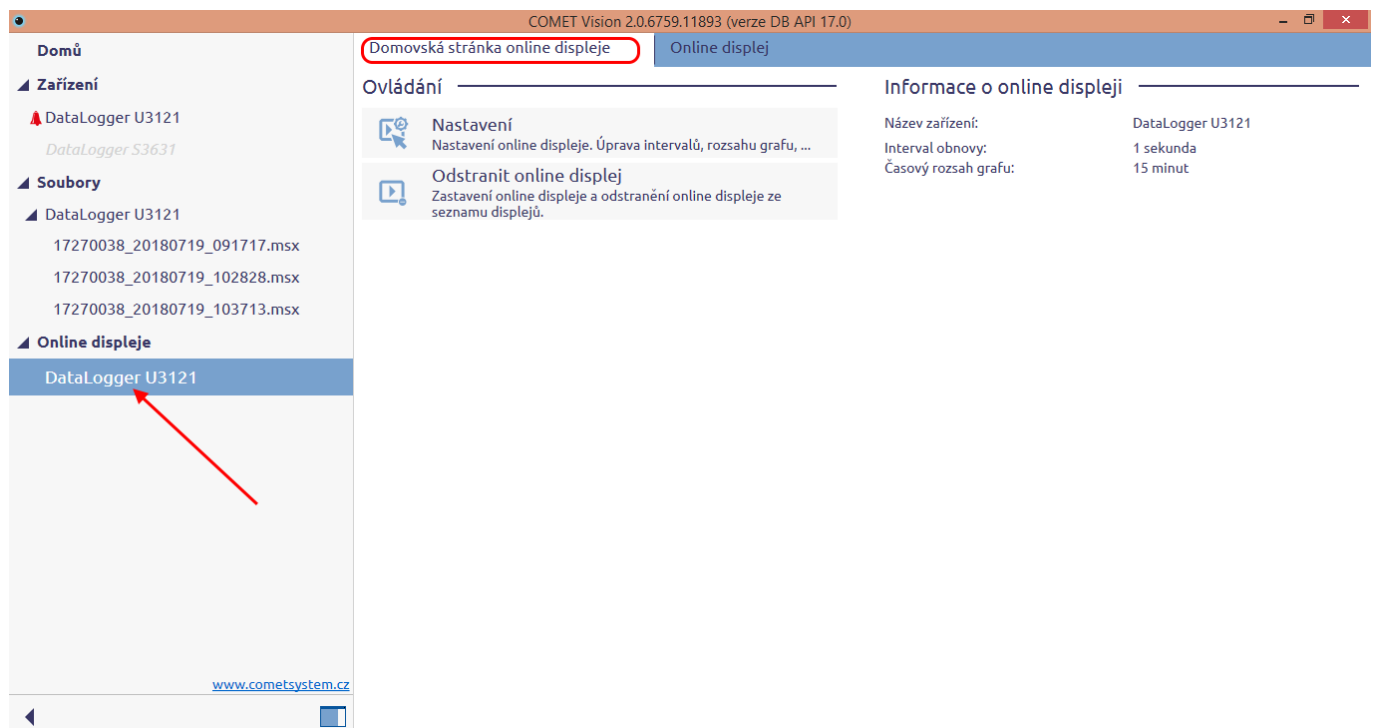 COMET Vision 2.0.6759.11893 (verze DB API 17.0)
Domů
Zařízení
DataLogger U3121
DataLogger S3631
Soubory
DataLogger U3121
17270038_20180719_091717.msx
17270038_20180719_102828.msx
17270038_20180719_103713.msx
Online displeje
DataLogger U3121
www.cometsystem.cz
Domovská stránka online displeje
Online displej
Ovládání
Nastavení
Nastavení online displeje. Úprava intervalů, rozsahu grafu, ...
Odstranit online displej
Zastavení online displeje a odstranění online displeje ze
seznamu displejů.
Informace o online displeji
Název zařízení: DataLogger U3121
Interval obnovy: 1 sekunda
Časový rozsah grafu: 15 minut